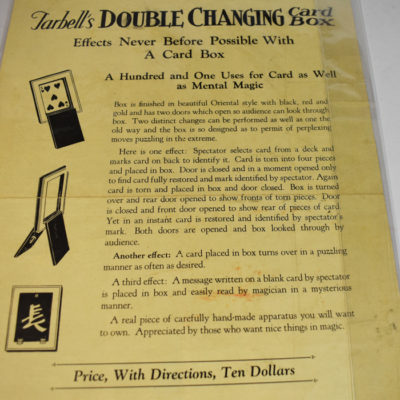 Tarbell's DOUBLE CHANGING Card Box
Effects Never Before Possible With
A Card Box
A Hundred and One Uses for Card as Well
as Mental Magic
Box is finished in beautiful Oriental style with black, red and
gold and has two doors which open so audience can look through
box. Two distinct changes can be performed as well as one the
old way and the box is so designed as to permit of perplexing
moves puzzling in the extreme.
Here is one effect: Spectator selects card from a deck and
marks card on back to identify it. Card is torn into four pieces
and placed in box. Door is closed and in a moment opened only
to find card fully restored and mark identified by spectator. Again
card is torn and placed in box and door closed. Box is turned
over and rear door opened to show fronts of torn pieces. Door
is closed and front door opened to show rear of pieces of card.
Yet in an instant card is restored and identified by spectator's
mark. Both doors are opened and box looked through by
audience.
Another effect: A card placed in box turns over in a puzzling
manner as often as desired.
A third effect: A message written on a blank card by spectator
is placed in box and easily read by magician in a mysterious
manner.
A real piece of carefully hand-made apparatus you will want
to own. Appreciated by those who want nice things in magic.
長
Price, With Directions, Ten Dollars